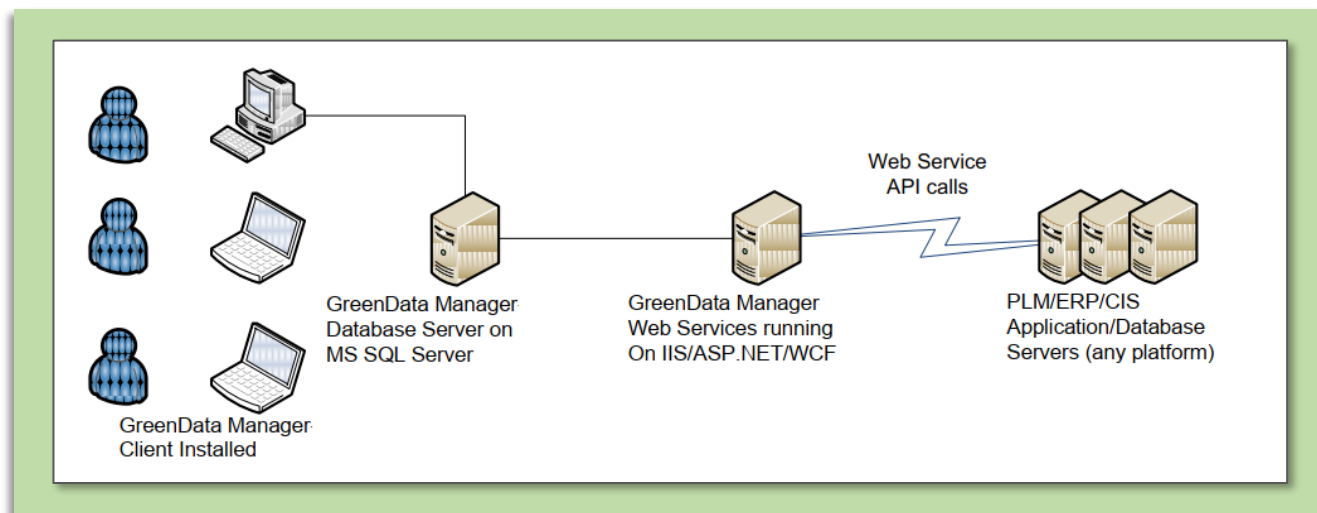 Web Service
API calls
GreenData Manager
Database Server on
MS SQL Server
GreenData Manager
Web Services running
On IIS/ASP.NET/WCF
PLM/ERP/CIS
Application/Database
Servers (any platform)
GreenData Manager
Client Installed